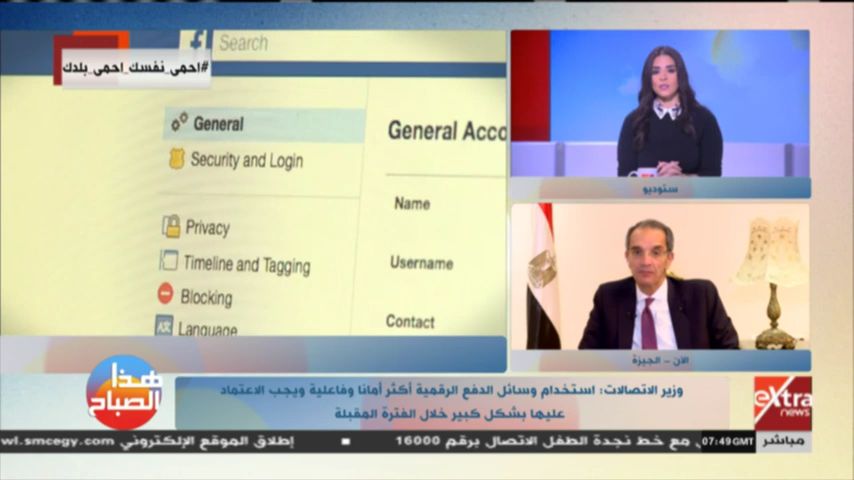 Search
#احمى_نفسك_احمى_بلدك
General
General Acco
Security and Login
Name
Privacy
Username
Timeline and Tagging
Blocking
Contact
Language
ستوديو
الآن - الجيزة
هذا الصباح
وزير الاتصالات: استخدام وسائل الدفع الرقمية أكثر أمانا وفاعلية ويجب الاعتماد
عليها بشكل كبير خلال الفترة المقبلة
eXtra
news
مباشر
07:49 GMT
ي مع خط نجدة الطفل الاتصال برقم 16000 ■ إطلاق الموقع الإلكتروني wl.smcegy.com